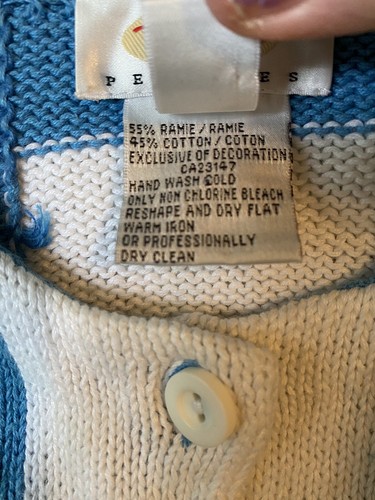 55% RAMIE / RAMIE
45% COTTON / COTON
EXCLUSIVE OF DECORATION
CA23147
HAND WASH COLD
ONLY NON CHLORINE BLEACH
RESHAPE AND DRY FLAT
WARM IRON
OR PROFESSIONALLY
DRY CLEAN